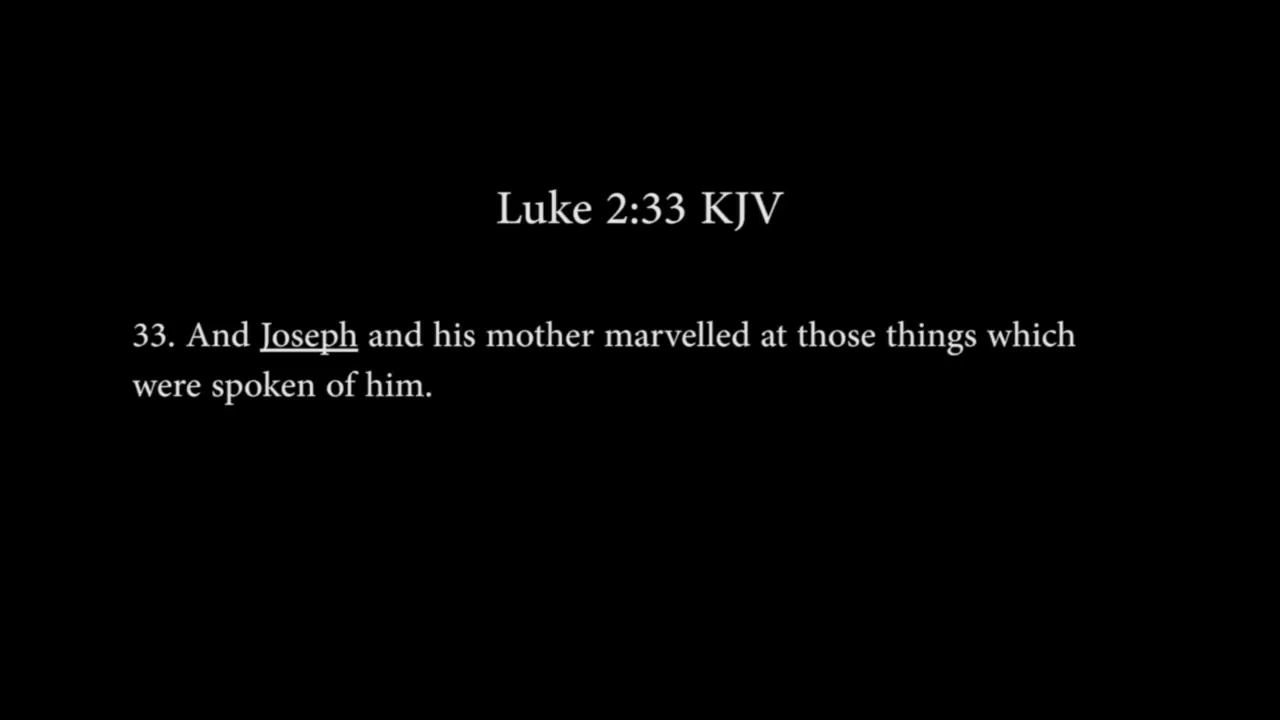 Luke 2:33 KJV
33. And Joseph and his mother marvelled at those things which
were spoken of him.